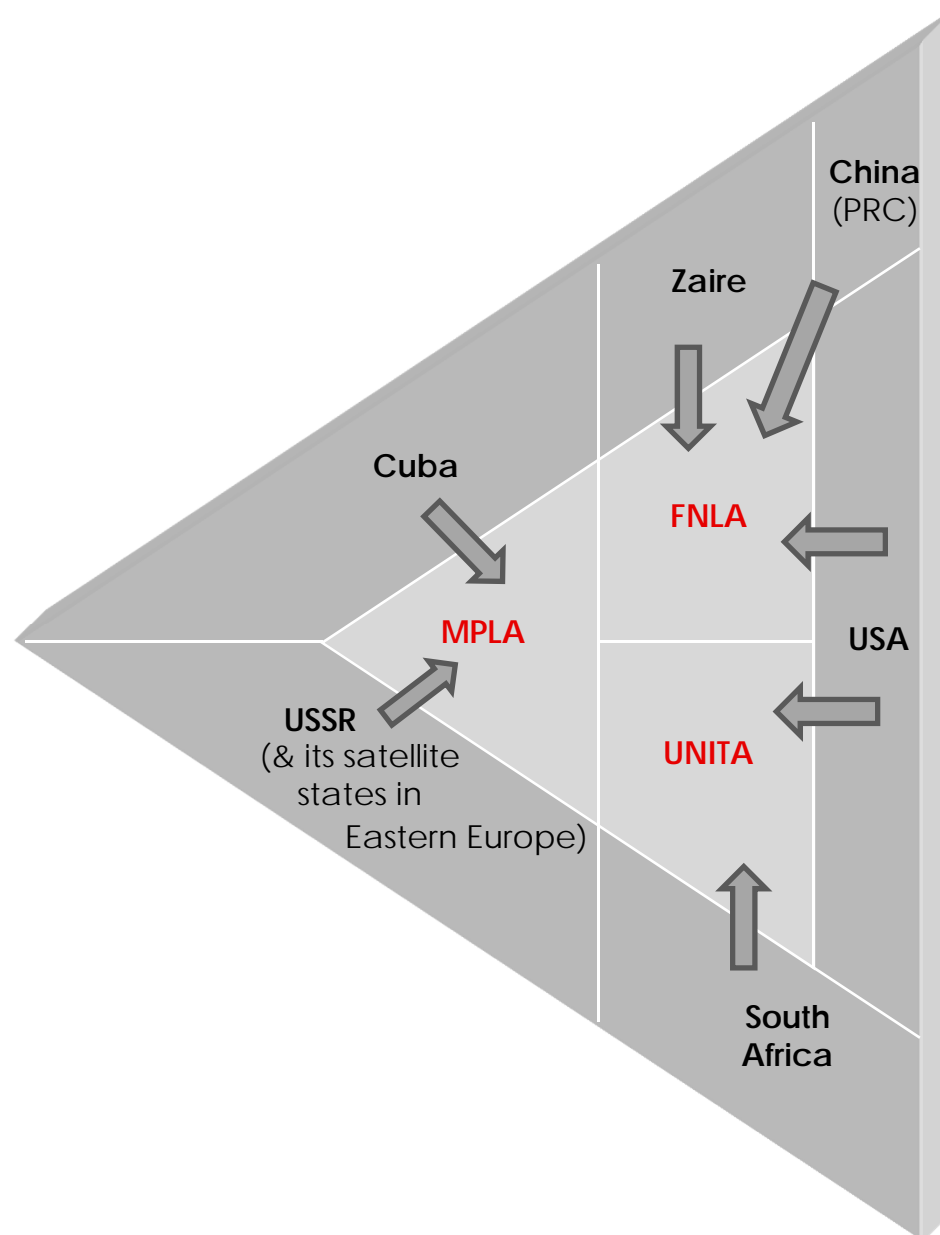 China
(PRC)
Zaire
Cuba
FNLA
MPLA
USA
USSR
(& its satellite
states in
Eastern Europe)
UNITA
South
Africa